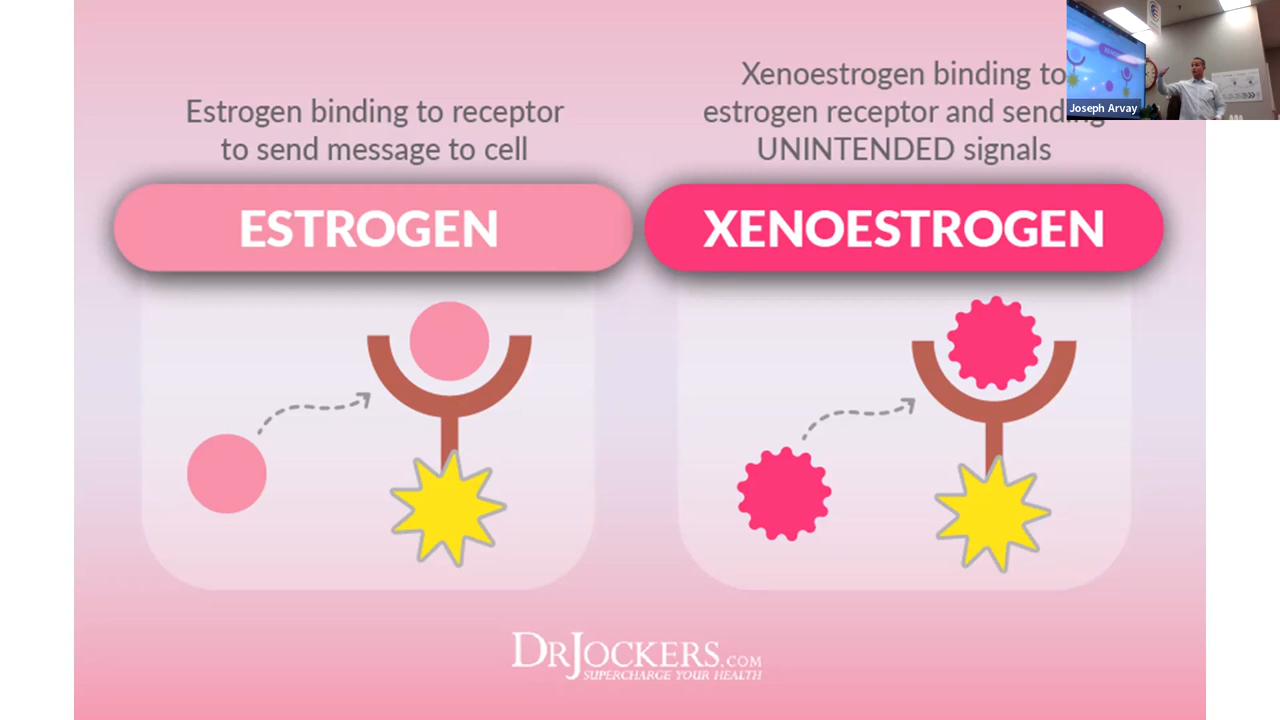 Estrogen binding to receptor
to send message to cell
ESTROGEN
Xenoestrogen binding to
estrogen receptor and sending
UNINTENDED signals
XENOESTROGEN
DRJOCKERS.COM
SUPERCHARGE YOUR HEALTH
Joseph Arvay